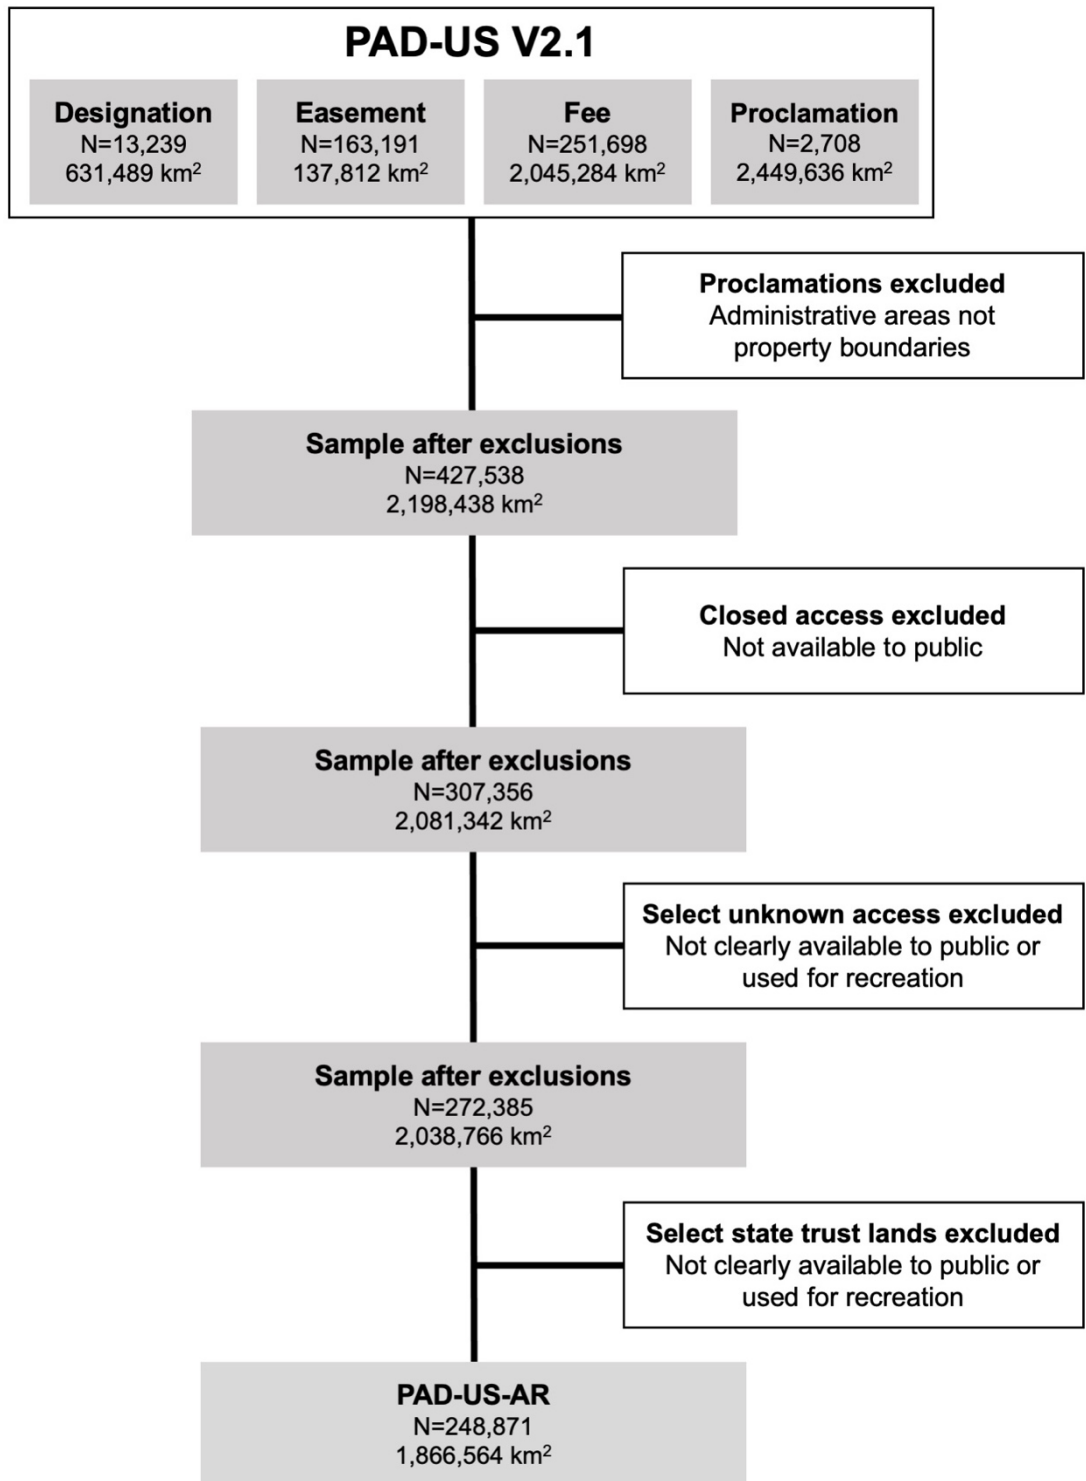 PAD-US V2.1
Designation
N=13,239
631,489 km²
Easement
N=163,191
137,812 km²
Fee
N=251,698
2,045,284 km²
Proclamation
N=2,708
2,449,636 km²
Proclamations excluded
Administrative areas not
property boundaries
Sample after exclusions
N=427,538
2,198,438 km²
Closed access excluded
Not available to public
Sample after exclusions
N=307,356
2,081,342 km²
Select unknown access excluded
Not clearly available to public or
used for recreation
Sample after exclusions
N=272,385
2,038,766 km²
Select state trust lands excluded
Not clearly available to public or
used for recreation
PAD-US-AR
N=248,871
1,866,564 km²